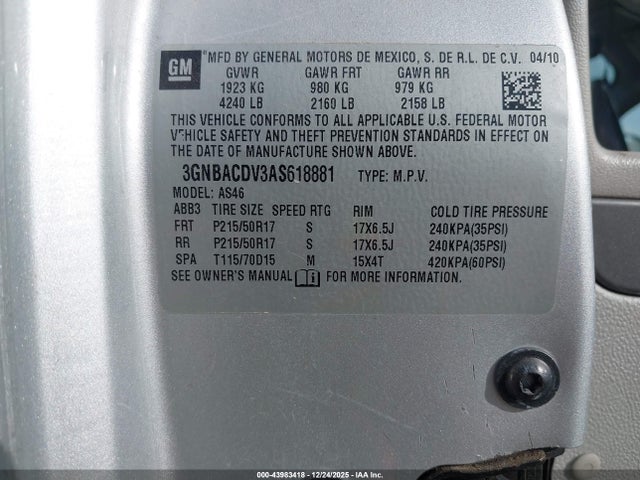 GM MFD BY GENERAL MOTORS DE MEXICO, S. DE R.L. DE C.V. 04/10
GVWR GAWR FRT GAWR RR
1923 KG 980 KG 979 KG
4240 LB 2160 LB 2158 LB
THIS VEHICLE CONFORMS TO ALL APPLICABLE U.S. FEDERAL MOTOR
VEHICLE SAFETY AND THEFT PREVENTION STANDARDS IN EFFECT ON
THE DATE OF MANUFACTURE SHOWN ABOVE.
3GNBACDV3AS618881 TYPE: M.P.V.
MODEL: AS46
ABB3 TIRE SIZE SPEED RTG RIM COLD TIRE PRESSURE
FRT P215/50R17 S 17X6.5J 240KPA(35PSI)
RR P215/50R17 S 17X6.5J 240KPA(35PSI)
SPA T115/70D15 M 15X4T 420KPA(60PSI)
SEE OWNER'S MANUAL FOR MORE INFORMATION.
000-43983418 - 12/24/2025 - IAA Inc.